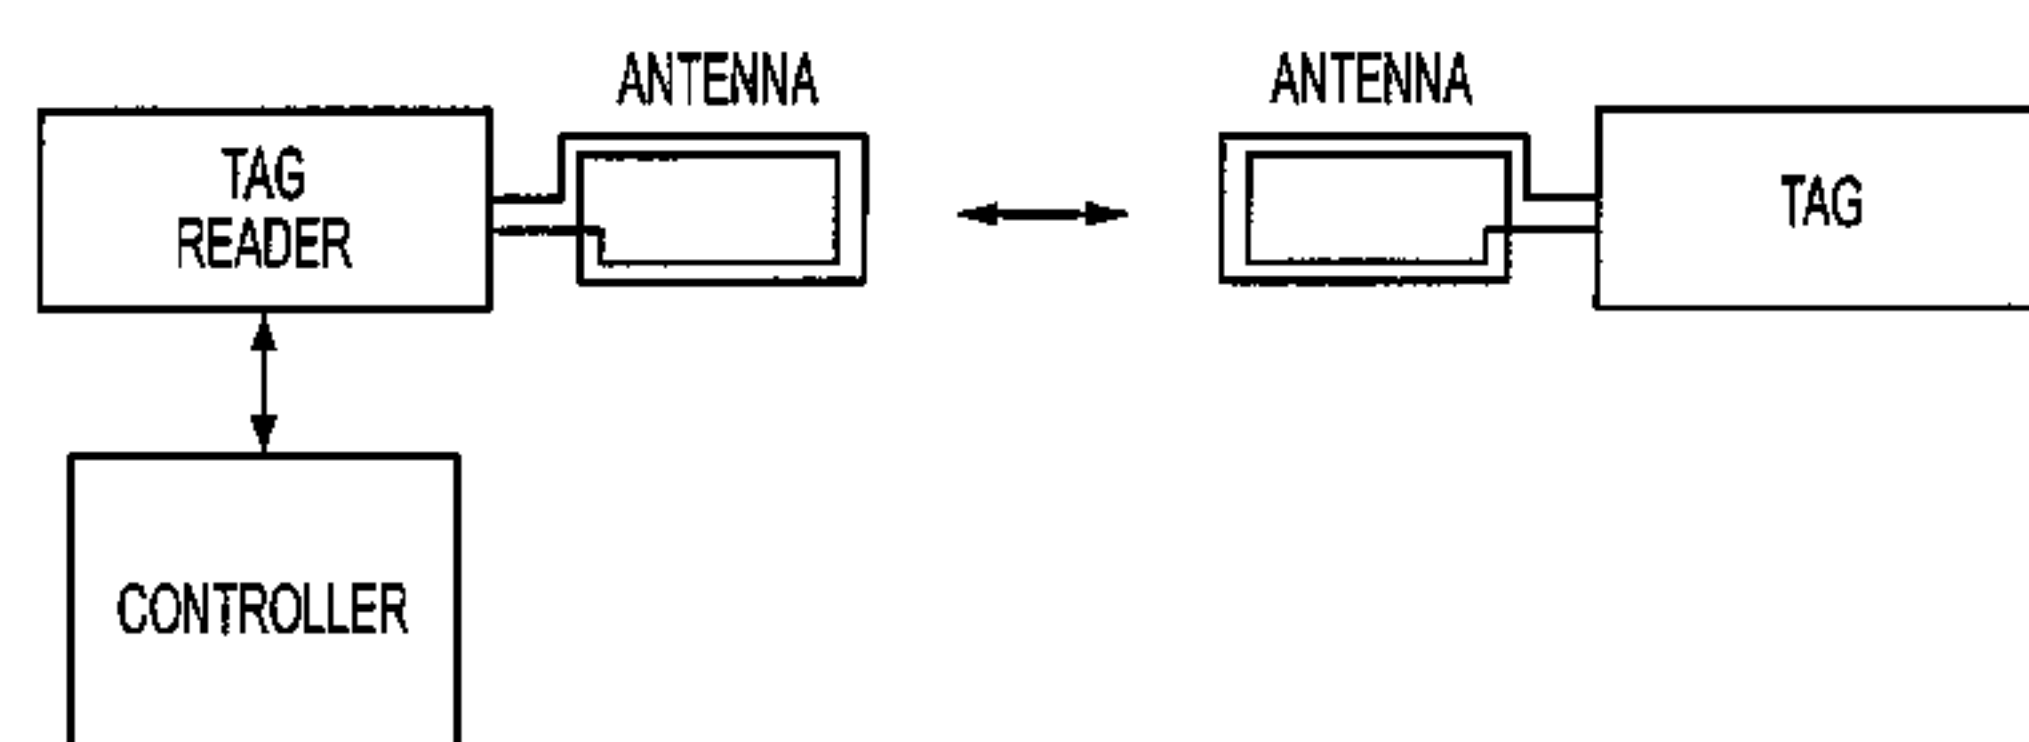 ANTENNA
ANTENNA
TAG
READER
TAG
CONTROLLER